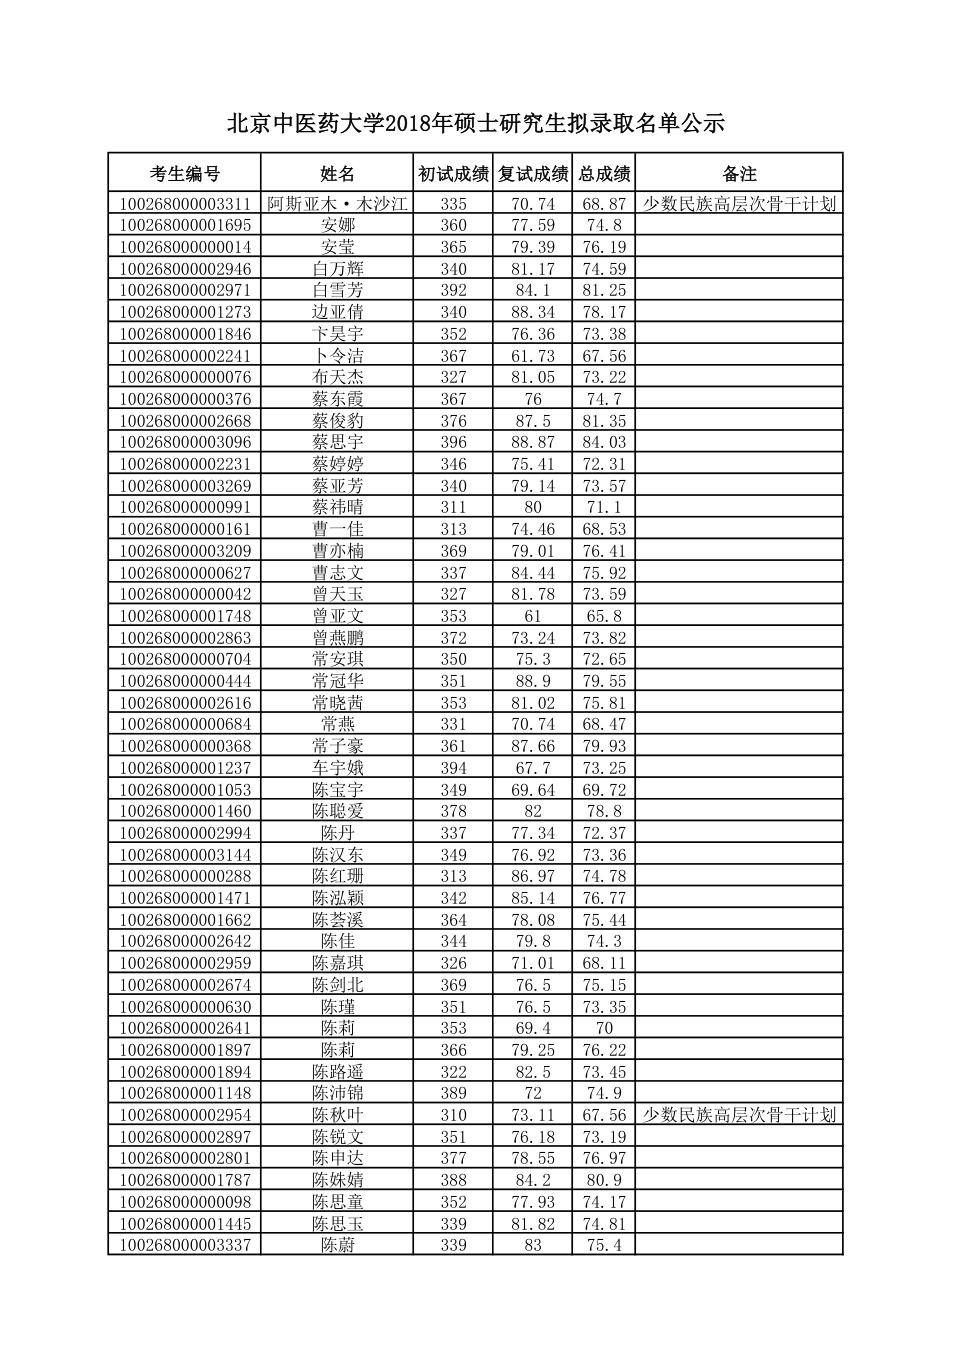 北京中医药大学2018年硕士研究生拟录取名单公示
考生编号 姓名 初试成绩 复试成绩 总成绩 备注
100268000003311 阿斯亚木·木沙江 335 70.74 68.87 少数民族高层次骨干计划
100268000001695 安娜 360 77.59 74.8
100268000000014 安莹 365 79.39 76.19
100268000002946 白万辉 340 81.17 74.59
100268000002971 白雪芳 392 84.1 81.25
100268000001273 边亚倩 340 88.34 78.17
100268000001846 卞昊宇 352 76.36 73.38
100268000002241 卜令洁 367 61.73 67.56
100268000000076 布天杰 327 81.05 73.22
100268000000376 蔡东霞 367 76 74.7
100268000002668 蔡俊豹 376 87.5 81.35
100268000003096 蔡思宇 396 88.87 84.03
100268000002231 蔡婷婷 346 75.41 72.31
100268000003269 蔡亚芳 340 79.14 73.57
100268000000991 蔡祎晴 311 80 71.1
100268000000161 曹一佳 313 74.46 68.53
100268000003209 曹亦楠 369 79.01 76.41
100268000000627 曹志文 337 84.44 75.92
100268000000042 曾天玉 327 81.78 73.59
100268000001748 曾亚文 353 61 65.8
100268000002863 曾燕鹏 372 73.24 73.82
100268000000704 常安琪 350 75.3 72.65
100268000000444 常冠华 351 88.9 79.55
100268000002616 常晓茜 353 81.02 75.81
100268000000684 常燕 331 70.74 68.47
100268000000368 常子豪 361 87.66 79.93
100268000001237 车宇娥 394 67.7 73.25
100268000001053 陈宝宇 349 69.64 69.72
100268000001460 陈聪爱 378 82 78.8
100268000002994 陈丹 337 77.34 72.37
100268000003144 陈汉东 349 76.92 73.36
100268000000288 陈红珊 313 86.97 74.78
100268000001471 陈泓颖 342 85.14 76.77
100268000001662 陈荟溪 364 78.08 75.44
100268000002642 陈佳 344 79.8 74.3
100268000002959 陈嘉琪 326 71.01 68.11
100268000002674 陈剑北 369 76.5 75.15
100268000000630 陈瑾 351 76.5 73.35
100268000002641 陈莉 353 69.4 70
100268000001897 陈莉 366 79.25 76.22
100268000001894 陈路遥 322 82.5 73.45
100268000001148 陈沛锦 389 72 74.9
100268000002954 陈秋叶 310 73.11 67.56 少数民族高层次骨干计划
100268000002897 陈锐文 351 76.18 73.19
100268000002801 陈申达 377 78.55 76.97
100268000001787 陈姝婧 388 84.2 80.9
100268000000098 陈思童 352 77.93 74.17
100268000001445 陈思玉 339 81.82 74.81
100268000003337 陈蔚 339 83 75.4